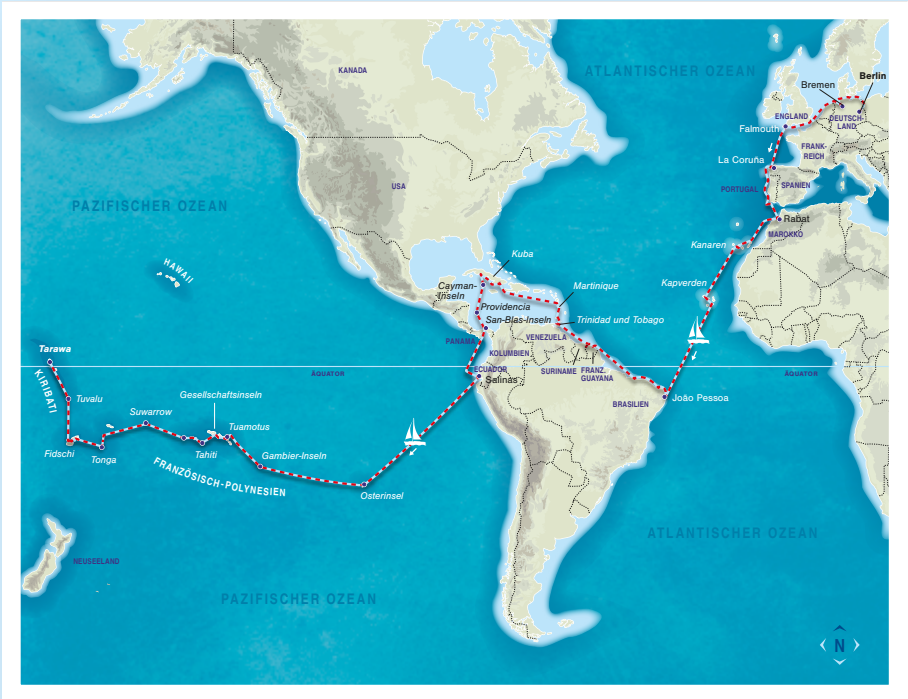 KANADA
ATLANTISCHER OZEAN
Berlin
Bremen
ENGLAND
DEUTSCH-
LAND
Falmouth
FRANK-
REICH
La Coruña
USA
PORTUGAL
SPANIEN
PAZIFISCHER OZEAN
Rabat
MAROKKO
Kanaren
Kuba
HAWAII
Kapverden
Cayman-
Inseln
Martinique
Providencia
San-Blas-Inseln
Trinidad und Tobago
PANAMA
VENEZUELA
KOLUMBIEN
Tarawa
KIRIBATI
ÄQUATOR
ECUADOR
Salinas
SURINAME
FRANZ.
GUAYANA
ÄQUATOR
Tuvalu
BRASILIEN
João Pessoa
Gesellschaftsinseln
Suwarrow
Tuamotus
Fidschi
Tonga
Tahiti
Gambier-Inseln
FRANZÖSISCH-POLYNESIEN
Osterinsel
ATLANTISCHER OZEAN
NEUSEELAND
PAZIFISCHER OZEAN
N